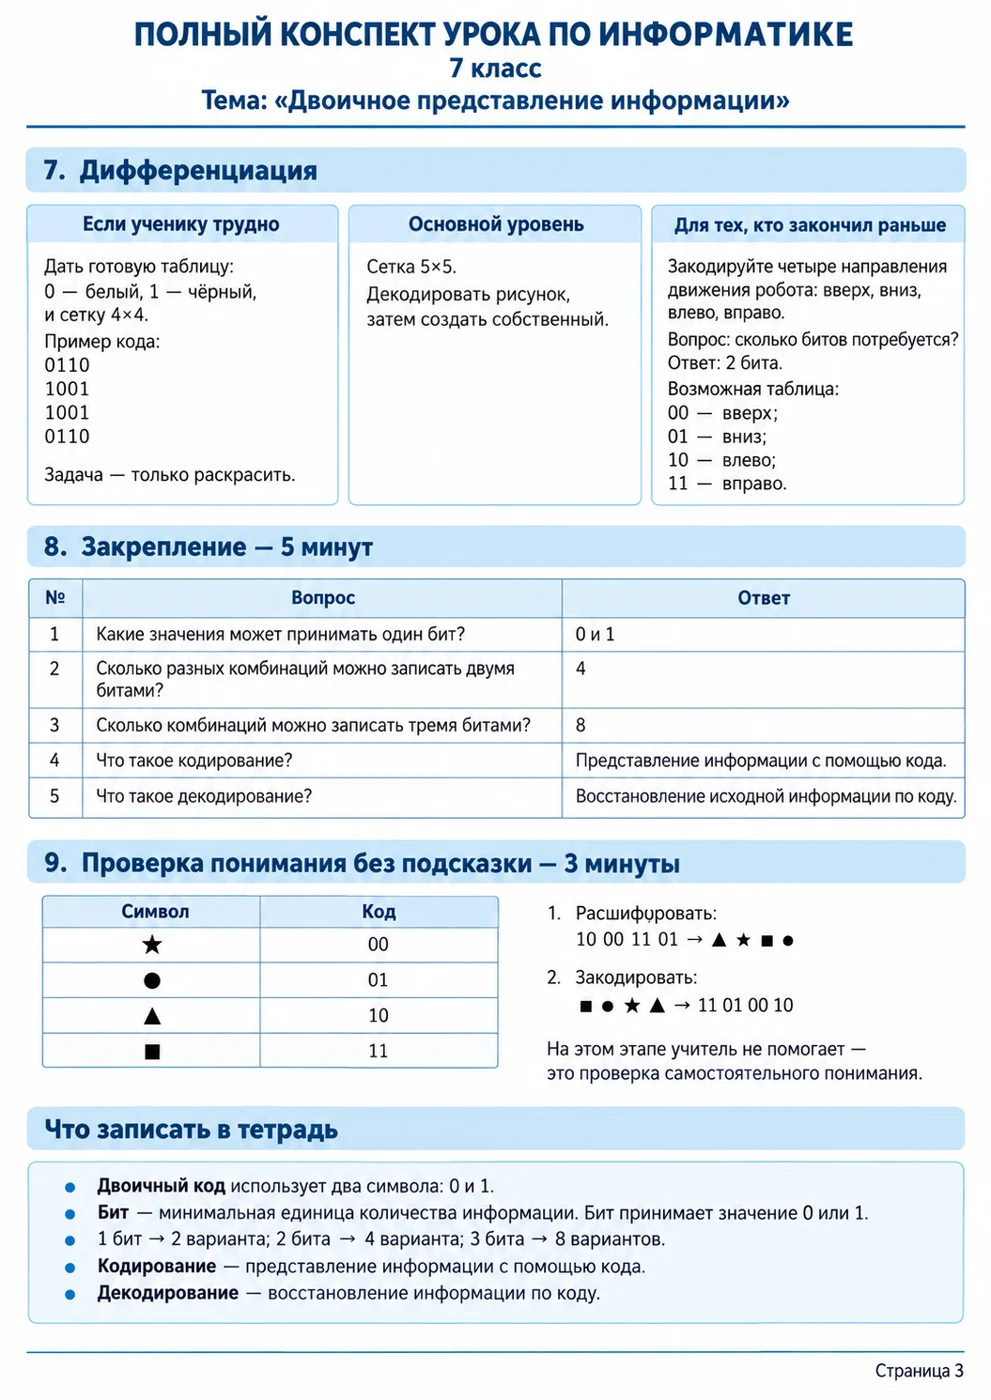 ПОЛНЫЙ КОНСПЕКТ УРОКА ПО ИНФОРМАТИКЕ
7 класс
Тема: «Двоичное представление информации»
7. Дифференциация
Если ученику трудно
Дать готовую таблицу:
0 — белый, 1 — чёрный,
и сетку 4×4.
Пример кода:
0110
1001
1001
0110
Задача — только раскрасить.
Основной уровень
Сетка 5×5.
Декодировать рисунок,
затем создать собственный.
Для тех, кто закончил раньше
Закодируйте четыре направления
движения робота: вверх, вниз,
влево, вправо.
Вопрос: сколько битов потребуется?
Ответ: 2 бита.
Возможная таблица:
00 — вверх;
01 — вниз;
10 — влево;
11 — вправо.
8. Закрепление — 5 минут
№ Вопрос Ответ
1 Какие значения может принимать один бит? 0 и 1
2 Сколько разных комбинаций можно записать двумя 4
битами?
3 Сколько комбинаций можно записать тремя битами? 8
4 Что такое кодирование? Представление информации с помощью кода.
5 Что такое декодирование? Восстановление исходной информации по коду.
9. Проверка понимания без подсказки — 3 минуты
Символ Код
★ 00
● 01
▲ 10
■ 11
1. Расшифровать:
10 00 11 01 → ▲ ★ ■ ●
2. Закодировать:
■ ● ★ ▲ → 11 01 00 10
На этом этапе учитель не помогает —
это проверка самостоятельного понимания.
Что записать в тетрадь
● Двоичный код использует два символа: 0 и 1.
● Бит — минимальная единица количества информации. Бит принимает значение 0 или 1.
● 1 бит → 2 варианта; 2 бита → 4 варианта; 3 бита → 8 вариантов.
● Кодирование — представление информации с помощью кода.
● Декодирование — восстановление информации по коду.
Страница 3